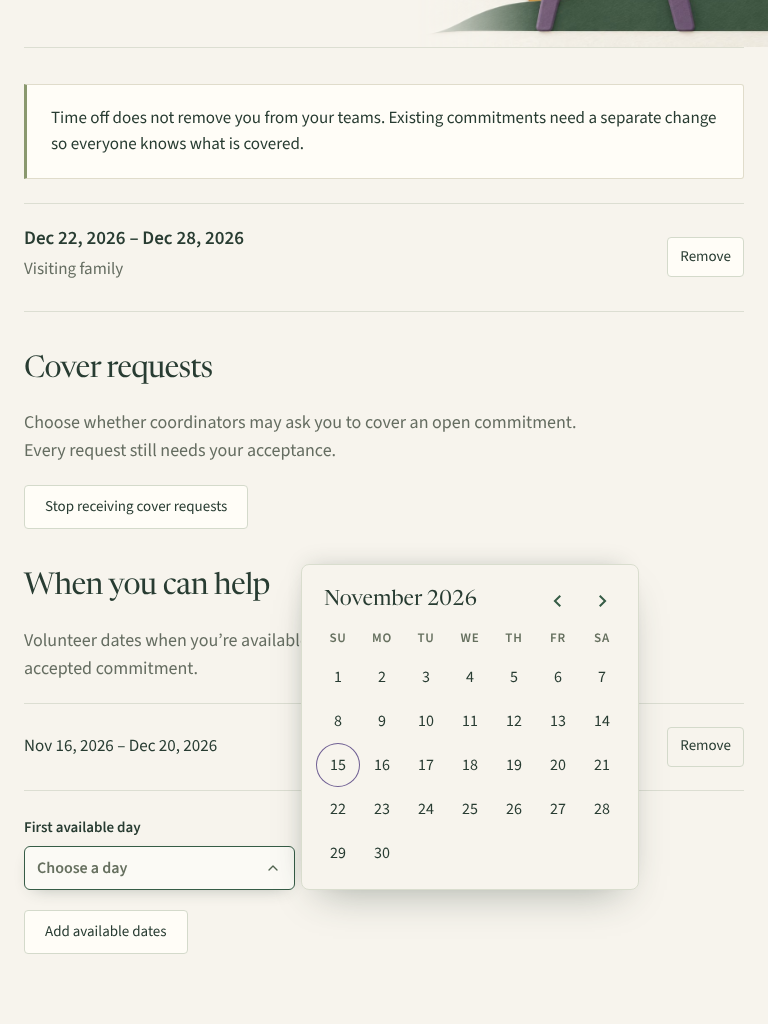 Time off does not remove you from your teams. Existing commitments need a separate change
so everyone knows what is covered.
Dec 22, 2026 – Dec 28, 2026
Visiting family
Remove
Cover requests
Choose whether coordinators may ask you to cover an open commitment.
Every request still needs your acceptance.
Stop receiving cover requests
When you can help
Volunteer dates when you’re
accepted commitment.
Nov 16, 2026 – Dec 20, 2026
Remove
First available day
Choose a day
Add available dates
November 2026
SU MO TU WE TH FR SA
1 2 3 4 5 6 7
8 9 10 11 12 13 14
15 16 17 18 19 20 21
22 23 24 25 26 27 28
29 30